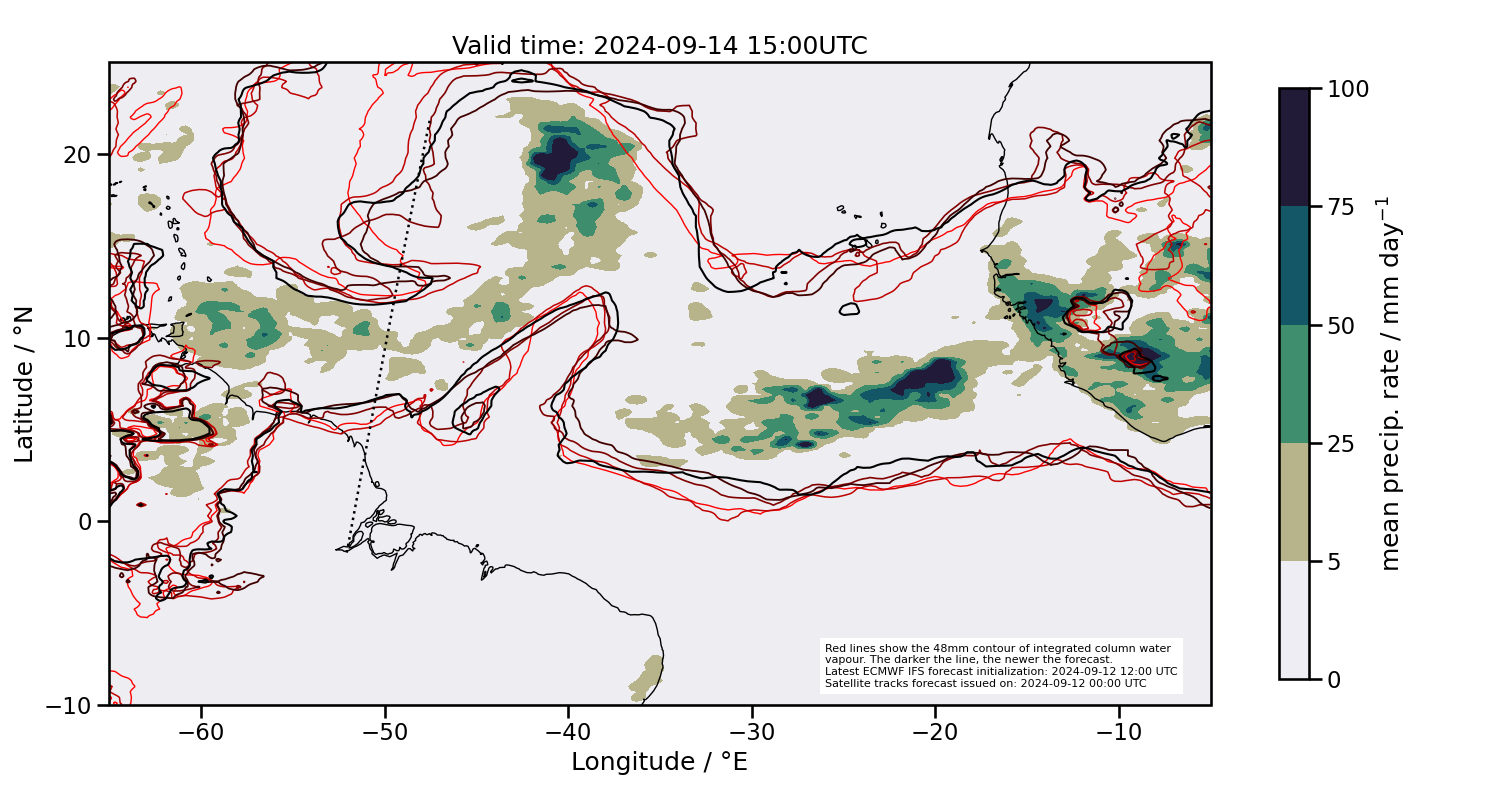 Valid time: 2024-09-14 15:00UTC
Latitude / °N
20
10
0
−10
−60
−50
−40
−30
−20
−10
Longitude / °E
Red lines show the 48mm contour of integrated column water
vapour. The darker the line, the newer the forecast.
Latest ECMWF IFS forecast initialization: 2024-09-12 12:00 UTC
Satellite tracks forecast issued on: 2024-09-12 00:00 UTC
100
75
50
25
5
0
mean precip. rate / mm day⁻¹